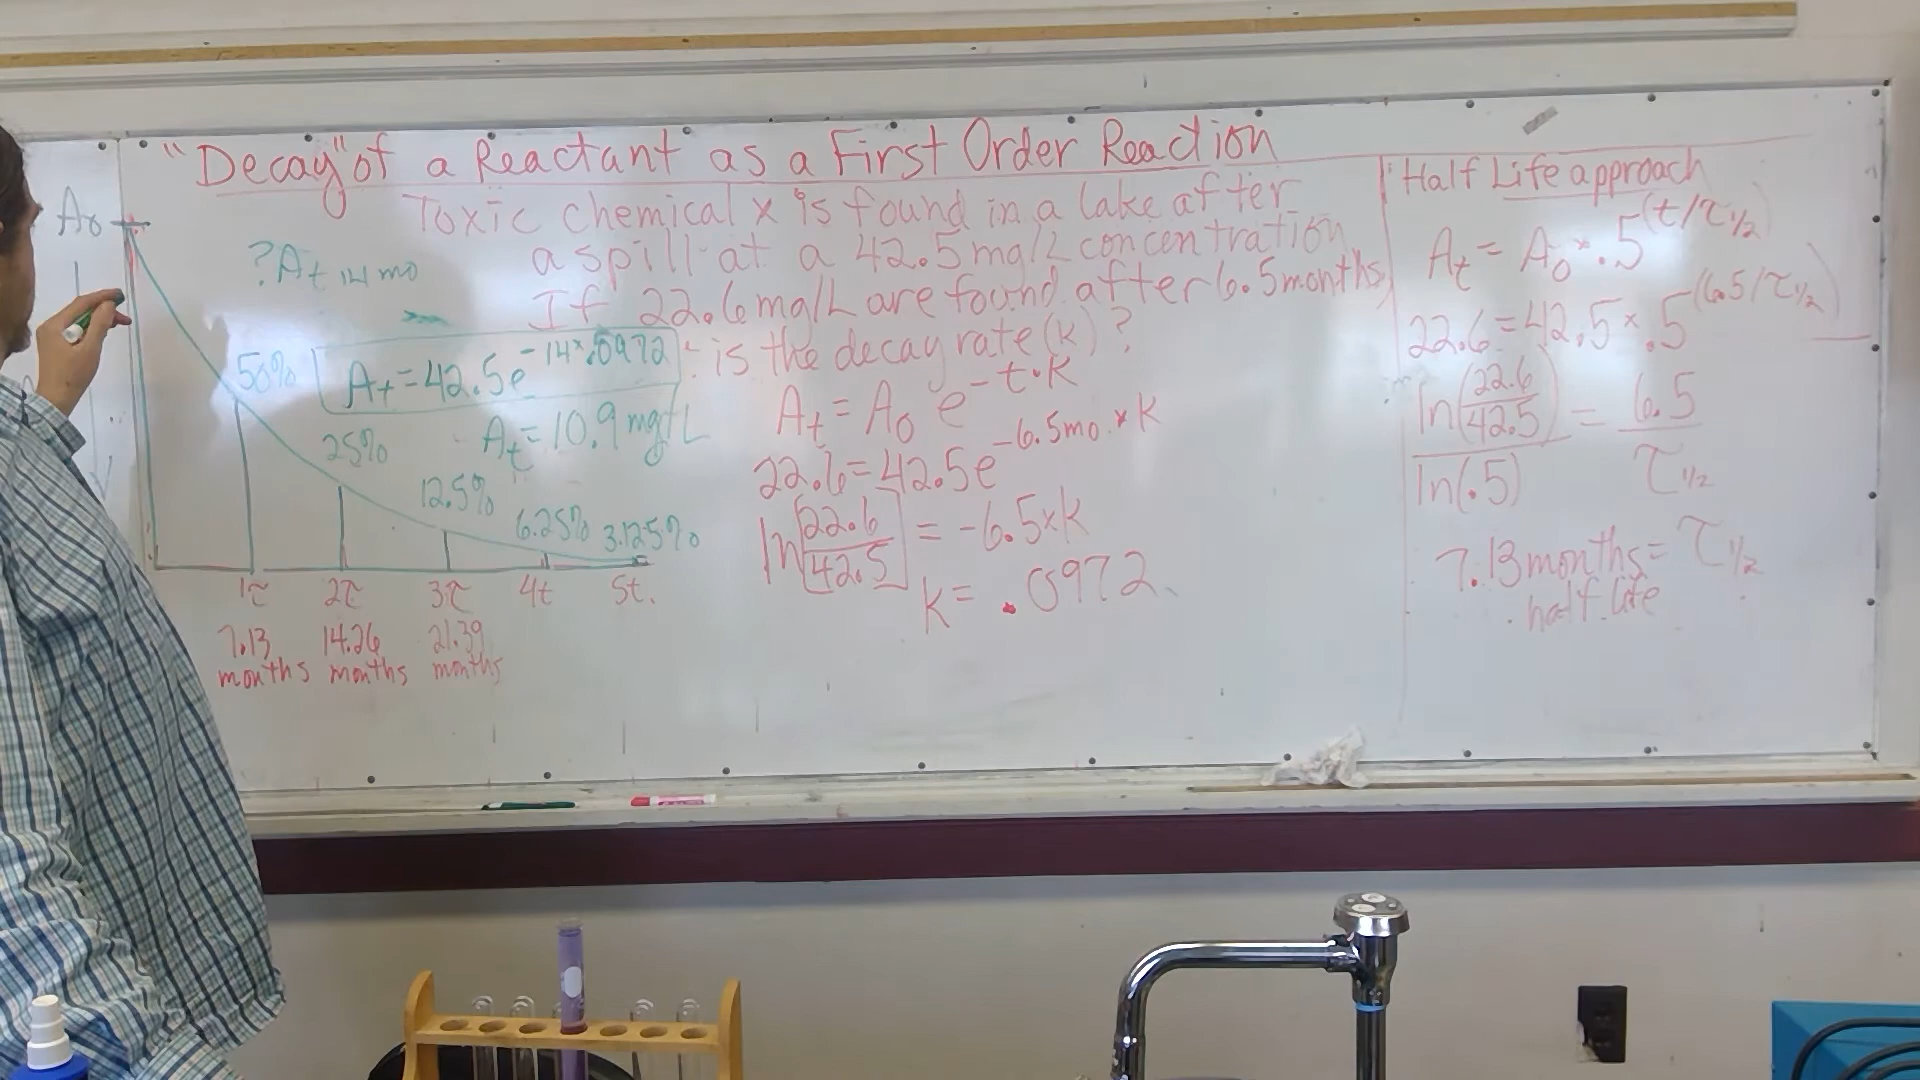 "Decay" of a Reactant as a First Order Reaction
Toxic chemical x is found in a lake after
a spill at a 42.5 mg/L concentration
If 22.6 mg/L are found after 6.5 months,
is the decay rate (k)?
At = A0 e^-t·k
22.6 = 42.5e^-6.5mo.*k
ln[22.6/42.5] = -6.5xk
k = .0972
A0
?At 14 mo
At = 42.5e^-14*.0972
At = 10.9 mg/L
50%
25%
12.5%
6.25%
3.125%
1τ 2τ 3τ 4t 5t.
7.13 months
14.26 months
21.39 months
Half Life approach
At = A0 * .5^(t/τ1/2)
22.6 = 42.5 * .5^(6.5/τ1/2)
ln(22.6/42.5)/ln(.5) = 6.5/τ1/2
7.13 months = τ1/2
half life